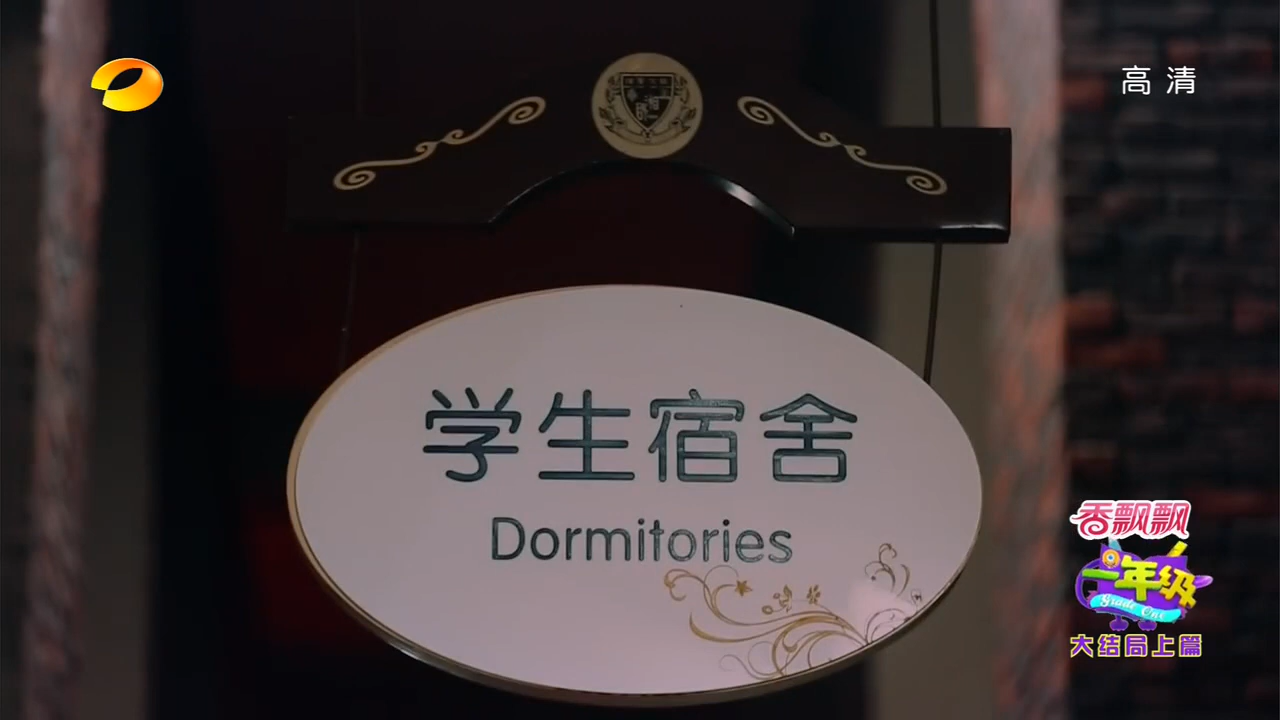 高清
学生宿舍
Dormitories
香飘飘
一年级
Grade One
大结局上篇